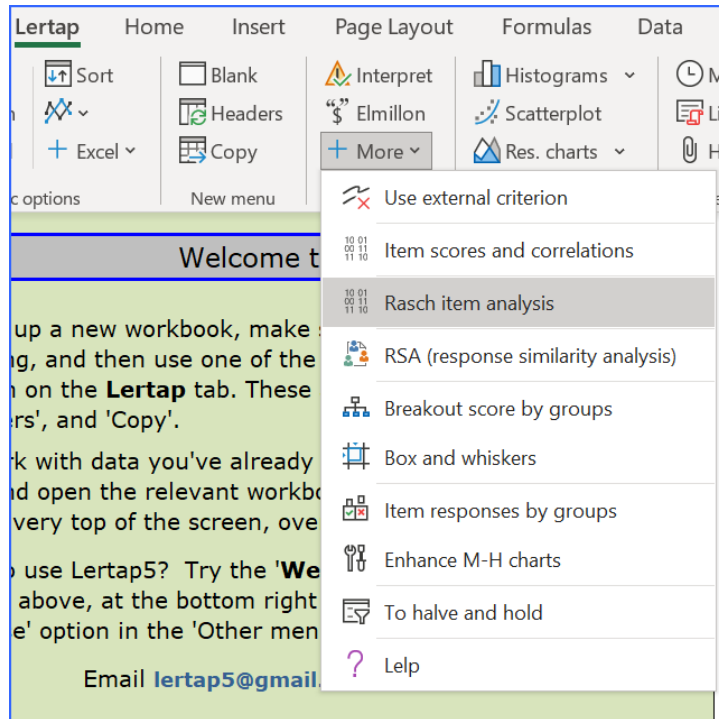 Lertap Home Insert Page Layout Formulas Data
Sort Blank Interpret Histograms
Headers “$” Elmillon Scatterplot
Excel Copy More Res. charts
options New menu
Use external criterion
Item scores and correlations
Rasch item analysis
RSA (response similarity analysis)
Breakout score by groups
Box and whiskers
Item responses by groups
Enhance M-H charts
To halve and hold
Lelp
Welcome t
up a new workbook, make
and then use one of the
on the Lertap tab. These
ers', and 'Copy'.
work with data you've already
and open the relevant workbo
very top of the screen, ove
use Lertap5? Try the 'We
above, at the bottom right
e' option in the 'Other men
Email lertap5@gmail.